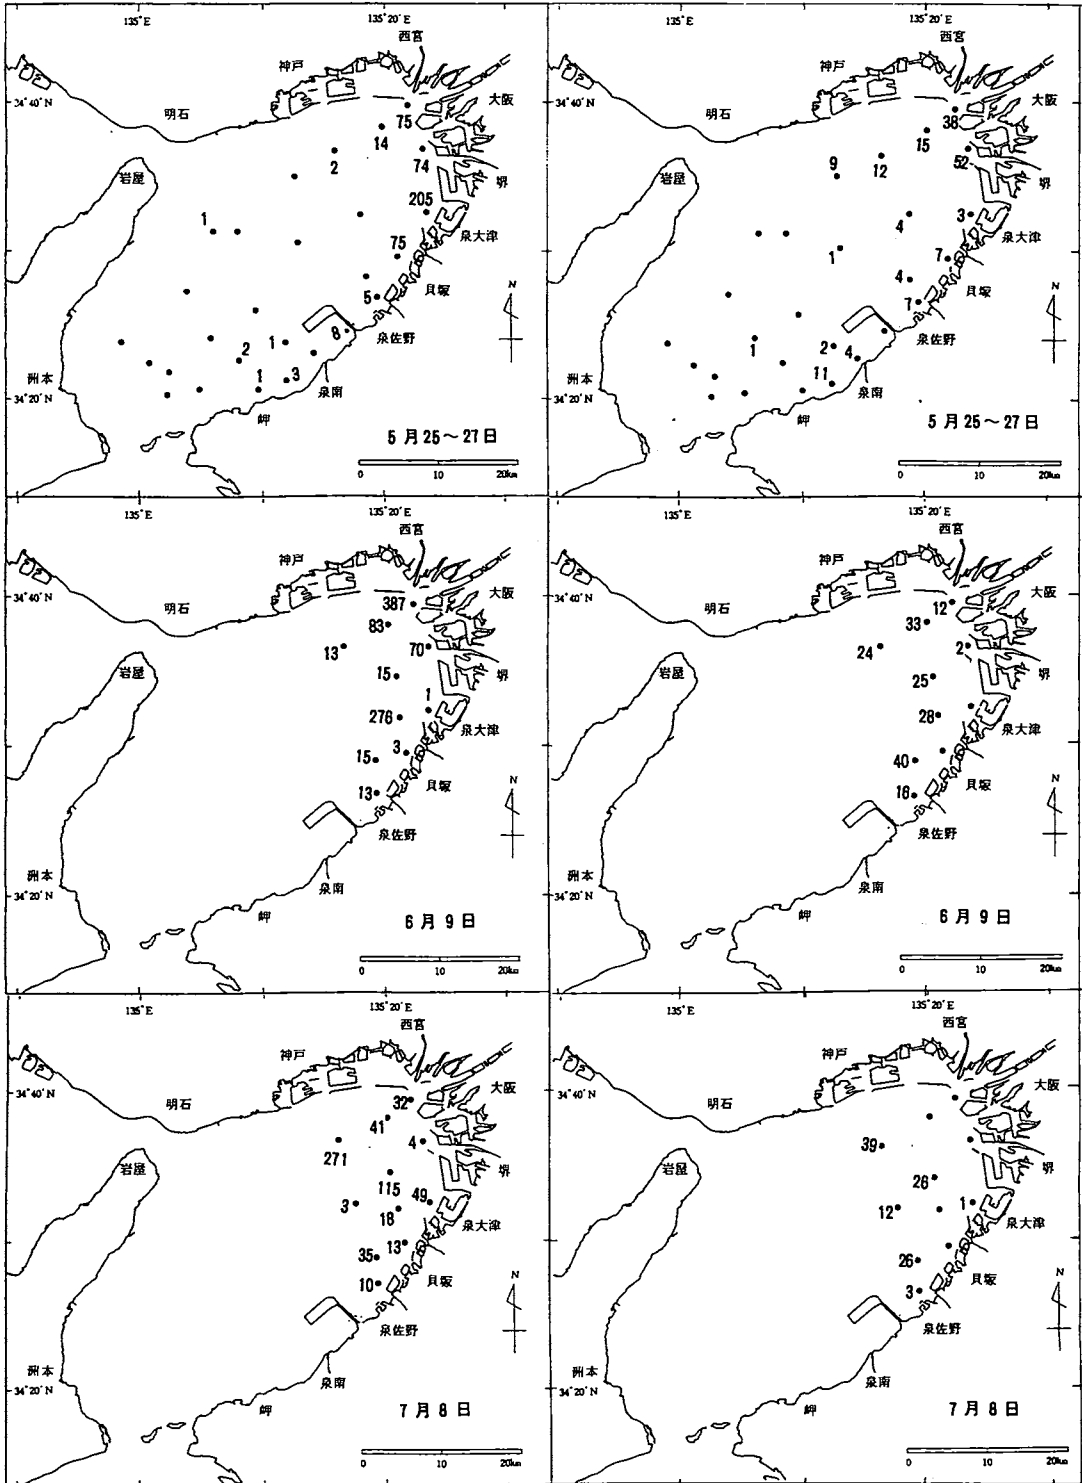 135°E
135°20'E
西宮
神戸
34°40'N
大阪
明石
75
14
74
2
岩屋
堺
205
1
泉大津
75
貝塚
5
N
8
泉佐野
2
1
1
3
洲本
泉南
34°20'N
岬
5月25～27日
0 10 20km
135°E
135°20'E
西宮
神戸
34°40'N
大阪
明石
38
15
52
9
12
岩屋
堺
4
3
泉大津
1
7
4
貝塚
7
N
泉佐野
1
2
4
11
洲本
泉南
34°20'N
岬
5月25～27日
0 10 20km
135°E
135°20'E
西宮
神戸
34°40'N
大阪
明石
387
83
13
70
岩屋
15
堺
1
276
泉大津
3
15
貝塚
13
N
泉佐野
洲本
泉南
34°20'N
岬
6月9日
0 10 20km
135°E
135°20'E
西宮
神戸
34°40'N
大阪
明石
12
33
24
2
岩屋
25
堺
28
泉大津
40
貝塚
16
N
泉佐野
洲本
泉南
34°20'N
岬
6月9日
0 10 20km
135°E
135°20'E
西宮
神戸
34°40'N
大阪
明石
32
41
4
271
岩屋
堺
115
3
49
18
泉大津
13
35
貝塚
10
N
泉佐野
洲本
泉南
34°20'N
岬
7月8日
0 10 20km
135°E
135°20'E
西宮
神戸
34°40'N
大阪
明石
39
岩屋
堺
26
12
1
泉大津
26
貝塚
3
N
泉佐野
洲本
泉南
34°20'N
岬
7月8日
0 10 20km